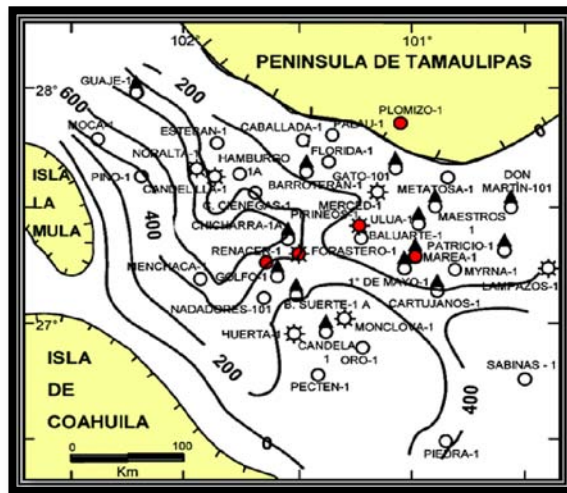 102°
101°
PENINSULA DE TAMAULIPAS
28°
GUAJE-1
200
600
PLOMIZO-1
0
MOCA-1
ESTEBAN-1
CABALLADA-1
PALAU-1
FLORIDA-1
NORALTA-1
HAMBURGO
1A
GATO-101
DON
MARTÍN-101
ISLA
LA
MULA
PINO-1
CANDELILLA-1
BARROTERÁN-1
METATOSA-1
MERCED-1
C. CIÉNEGAS-1
PIRINEOS-1
ULUA-1
MAESTROS
1
400
CHICHARRA-1A
BALUARTE-1
PATRICIO-1
RENACER-1
FORASTERO-1
MAREA-1
MENCHACA-1
GOLFO-1
MYRNA-1
LAMPAZOS-1
1° DE MAYO-1
NADADORES-101
CARTUJANOS-1
27°
B. SUERTE-1 A
HUERTA-1
MONCLOVA-1
CANDELA
1
ORO-1
ISLA
DE
COAHUILA
200
PECTEN-1
SABINAS - 1
400
0
PIEDRA-1
0 100
Km